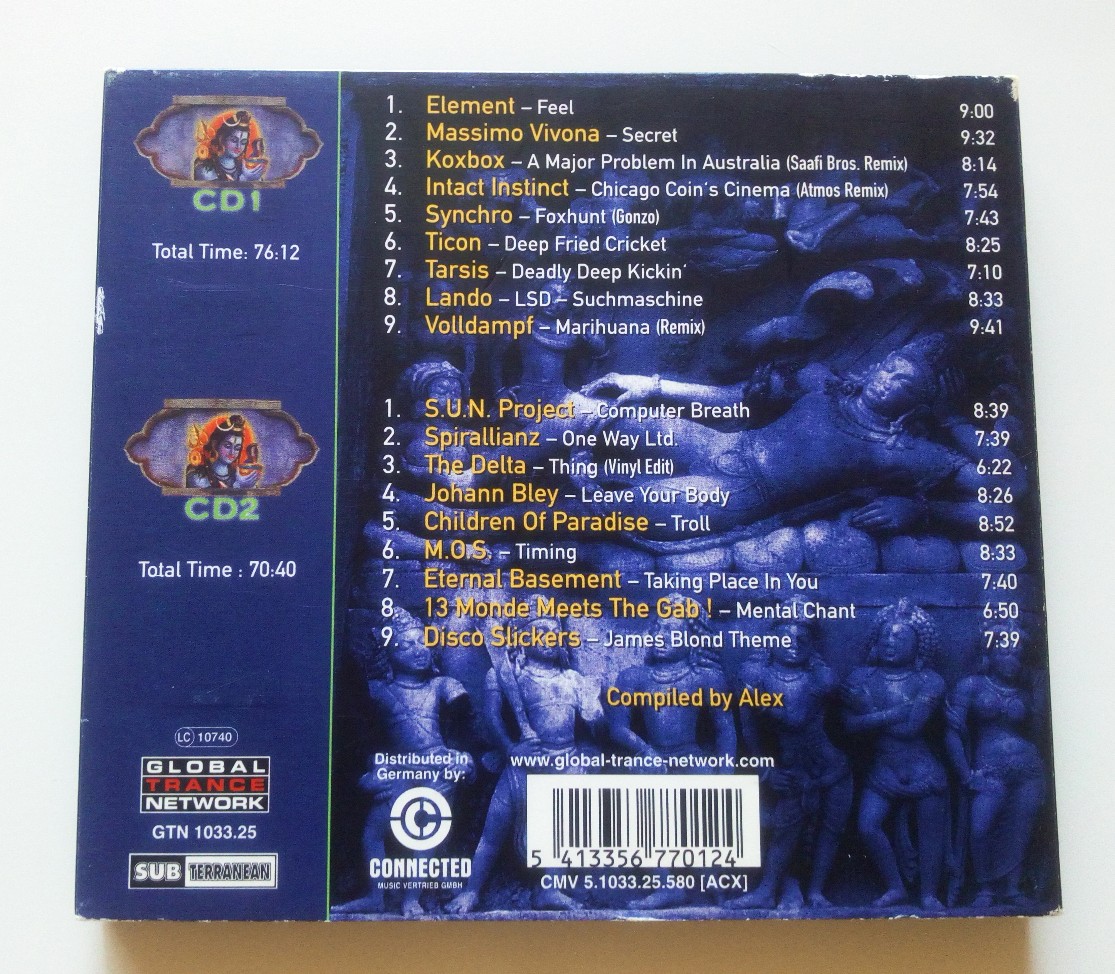 CD1
Total Time: 76:12
1. Element – Feel 9:00
2. Massimo Vivona – Secret 9:32
3. Koxbox – A Major Problem In Australia (Saafi Bros. Remix) 8:14
4. Intact Instinct – Chicago Coin's Cinema (Atmos Remix) 7:54
5. Synchro – Foxhunt (Gonzo) 7:43
6. Ticon – Deep Fried Cricket 8:25
7. Tarsis – Deadly Deep Kickin' 7:10
8. Lando – LSD – Suchmaschine 8:33
9. Volldampf – Marihuana (Remix) 9:41
CD2
Total Time : 70:40
1. S.U.N. Project – Computer Breath 8:39
2. Spirallianz – One Way Ltd. 7:39
3. The Delta – Thing (Vinyl Edit) 6:22
4. Johann Bley – Leave Your Body 8:26
5. Children Of Paradise – Troll 8:52
6. M.O.S. – Timing 8:33
7. Eternal Basement – Taking Place In You 7:40
8. 13 Monde Meets The Gab ! – Mental Chant 6:50
9. Disco Slickers – James Blond Theme 7:39
Compiled by Alex
LC 10740
GLOBAL
TRANCE
NETWORK
GTN 1033.25
SUB TERRANEAN
Distributed in
Germany by:
CONNECTED
MUSIC VERTRIEB GMBH
www.global-trance-network.com
5 413356 770124
CMV 5.1033.25.580 [ACX]